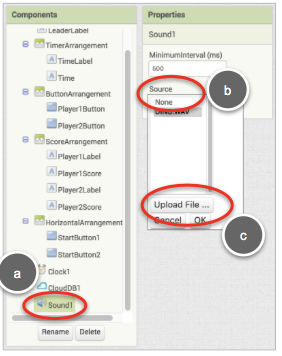 Components
Properties
LeaderLabel
TimerArrangement
TimeLabel
Time
ButtonArrangement
Player1Button
Player2Button
ScoreArrangement
Player1Label
Player1Score
Player2Label
Player2Score
HorizontalArrangement
StartButton1
StartButton2
Clock1
CloudDB1
Sound1
Rename Delete
a
Sound1
MinimumInterval (ms)
500
Source
None
DING.WAV
Upload File ...
Cancel OK
b
c